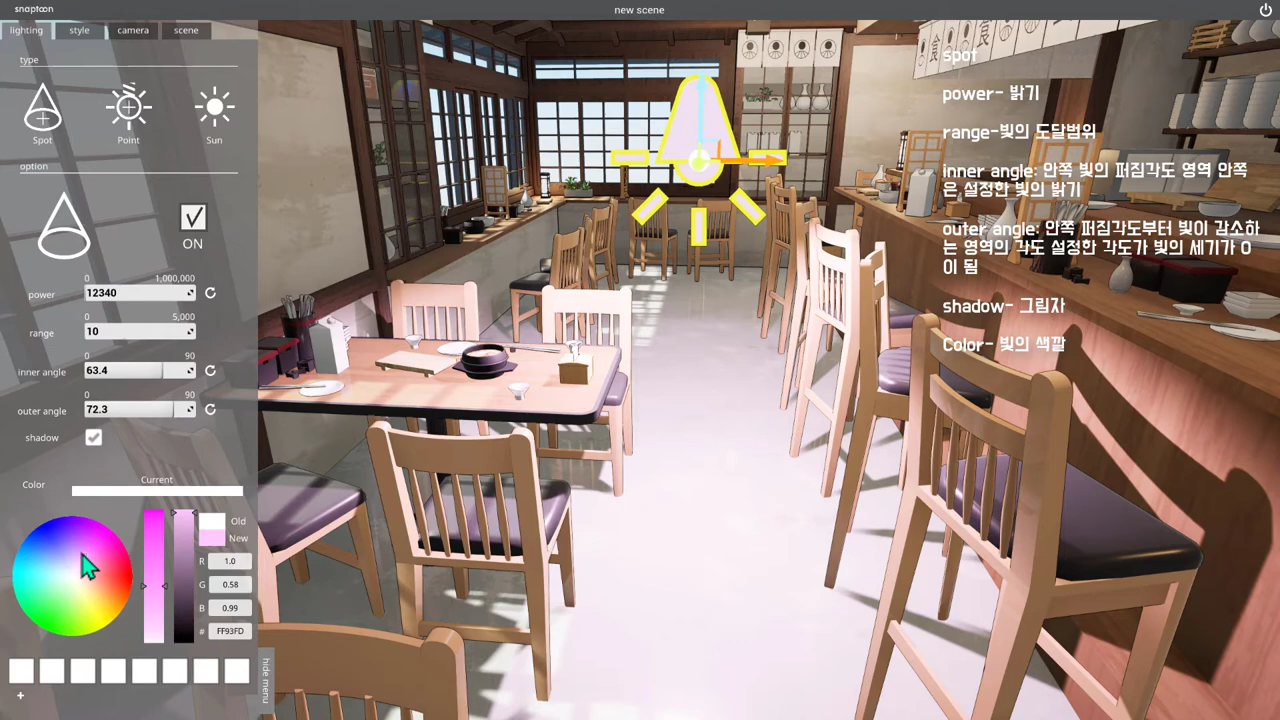 snaptoon
new scene
lighting
style
camera
scene
type
Spot
Point
Sun
option
ON
0 1,000,000
power 12340
0 5,000
range 10
0 90
inner angle 63.4
0 90
outer angle 72.3
shadow
Color
Current
Old
New
R 1.0
G 0.58
B 0.99
# FF93FD
+
hide menu
spot
power- 밝기
range-빛의 도달범위
inner angle: 안쪽 빛의 퍼짐각도 영역 안쪽
은 설정한 빛의 밝기
outer angle: 안쪽 퍼짐각도부터 빛이 감소하
는 영역의 각도 설정한 각도가 빛의 세기가 0
이 됨
shadow- 그림자
Color- 빛의 색깔